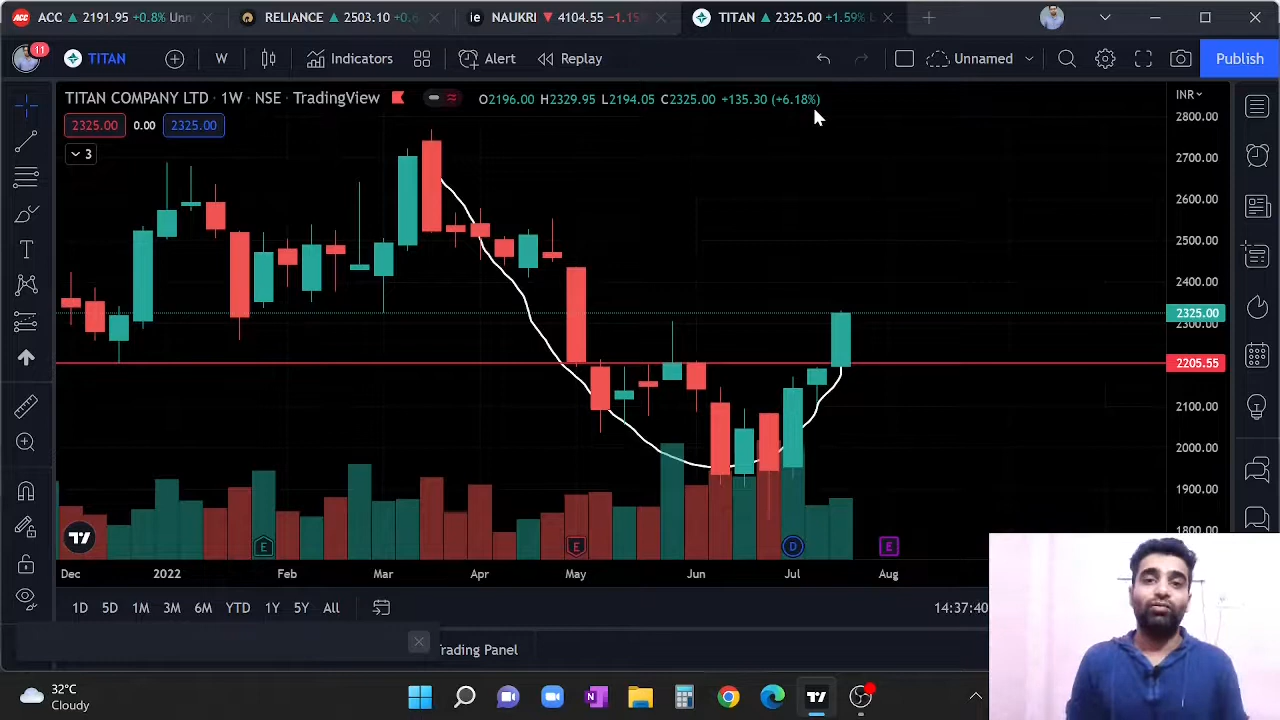 ACC ▲ 2191.95 +0.8% Unn
RELIANCE ▲ 2903.10 +0.6
NAUKRI ▼ 4104.55 −1.15%
TITAN ▲ 2325.00 +1.59%
11
TITAN
W
Indicators
Alert
Replay
Unnamed
Publish
TITAN COMPANY LTD · 1W · NSE · TradingView
O2196.00 H2329.95 L2194.05 C2325.00 +135.30 (+6.18%)
INR
2325.00 0.00 2325.00
3
2800.00
2700.00
2600.00
2500.00
2400.00
2325.00
2300.00
2205.55
2100.00
2000.00
1900.00
1800.00
E
E
D
E
Dec 2022 Feb Mar Apr May Jun Jul Aug
1D 5D 1M 3M 6M YTD 1Y 5Y All
14:37:40
rading Panel
32°C
Cloudy